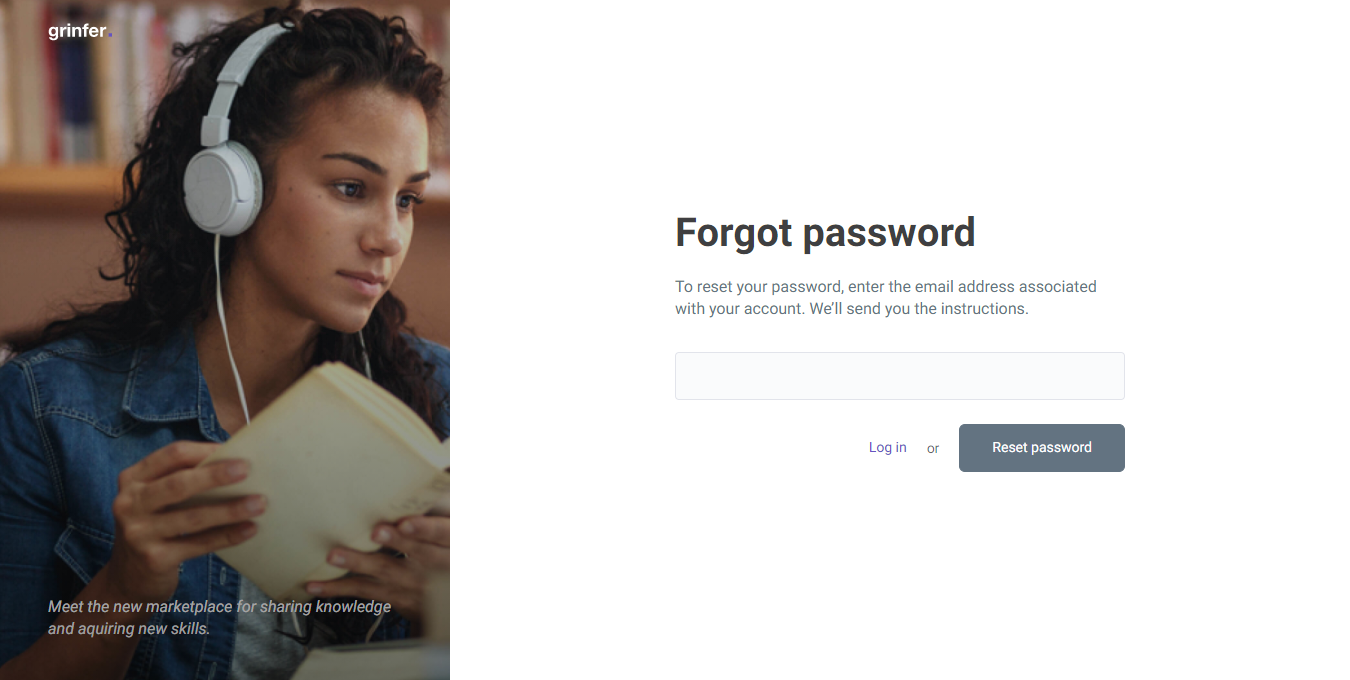 grinfer.
Forgot password
To reset your password, enter the email address associated
with your account. We’ll send you the instructions.
Log in or Reset password
Meet the new marketplace for sharing knowledge
and aquiring new skills.